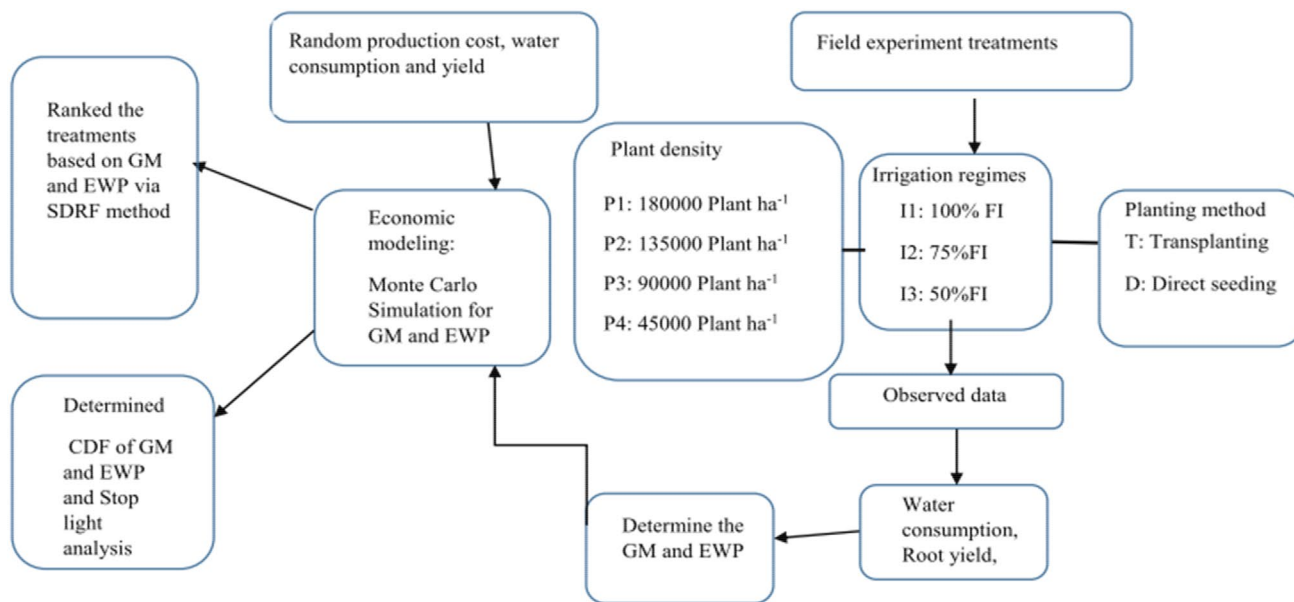 Random production cost, water
consumption and yield
Field experiment treatments
Ranked the
treatments
based on GM
and EWP via
SDRF method
Economic
modeling:
Monte Carlo
Simulation for
GM and EWP
Plant density
P1: 180000 Plant ha⁻¹
P2: 135000 Plant ha⁻¹
P3: 90000 Plant ha⁻¹
P4: 45000 Plant ha⁻¹
Irrigation regimes
I1: 100% FI
I2: 75%FI
I3: 50%FI
Planting method
T: Transplanting
D: Direct seeding
Observed data
Determined
CDF of GM
and EWP
and Stop
light
analysis
Determine the
GM and EWP
Water
consumption,
Root yield,